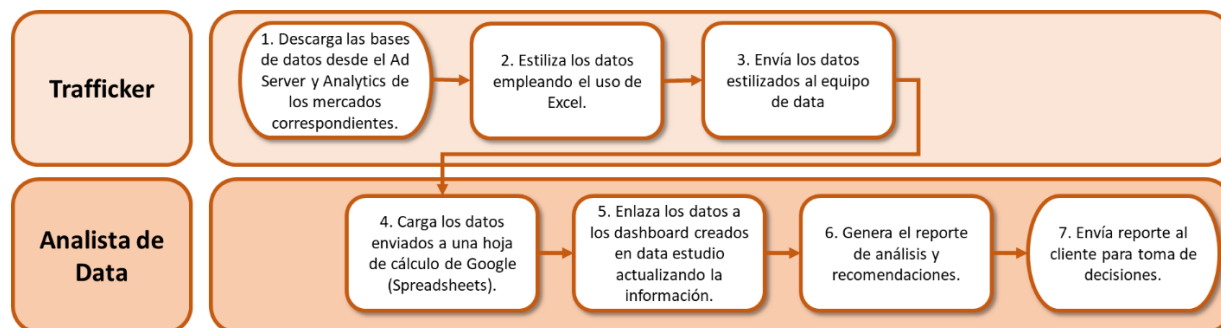 Trafficker
1. Descarga las bases
de datos desde el Ad
Server y Analytics de
los mercados
correspondientes.
2. Estiliza los datos
empleando el uso de
Excel.
3. Envía los datos
estilizados al equipo
de data
Analista de
Data
4. Carga los datos
enviados a una hoja
de cálculo de Google
(Spreadsheets).
5. Enlaza los datos a
los dashboard creados
en data estudio
actualizando la
información.
6. Genera el reporte
de análisis y
recomendaciones.
7. Envía reporte al
cliente para toma de
decisiones.